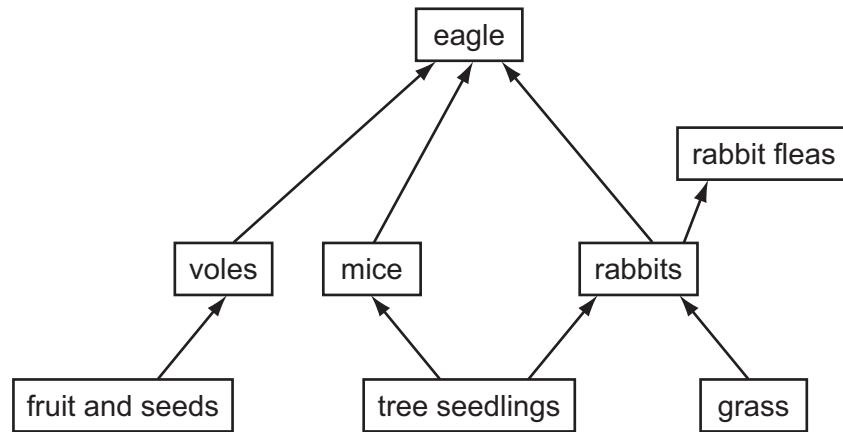 eagle
rabbit fleas
voles
mice
rabbits
fruit and seeds
tree seedlings
grass